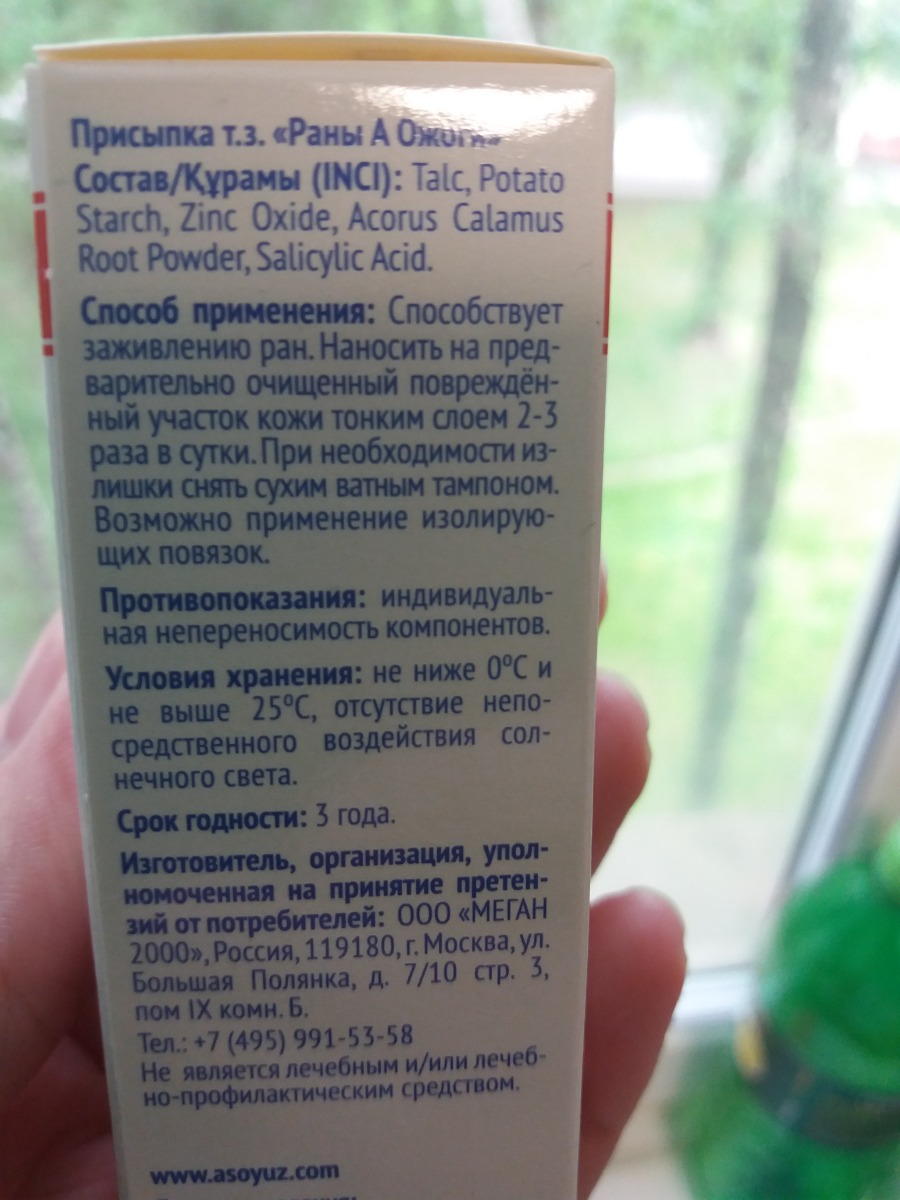 Присыпка т.з. «Раны А Ожоги»
Состав/Құрамы (INCI): Talc, Potato
Starch, Zinc Oxide, Acorus Calamus
Root Powder, Salicylic Acid.
Способ применения: Способствует
заживлению ран. Наносить на пред-
варительно очищенный повреждён-
ный участок кожи тонким слоем 2-3
раза в сутки. При необходимости из-
лишки снять сухим ватным тампоном.
Возможно применение изолирую-
щих повязок.
Противопоказания: индивидуаль-
ная непереносимость компонентов.
Условия хранения: не ниже 0°С и
не выше 25°С, отсутствие непо-
средственного воздействия сол-
нечного света.
Срок годности: 3 года.
Изготовитель, организация, упол-
номоченная на принятие претен-
зий от потребителей: ООО «МЕГАН
2000», Россия, 119180, г. Москва, ул.
Большая Полянка, д. 7/10 стр. 3,
пом IX комн. Б.
Тел.: +7 (495) 991-53-58
Не является лечебным и/или лечеб-
но-профилактическим средством.
www.asoyuz.com